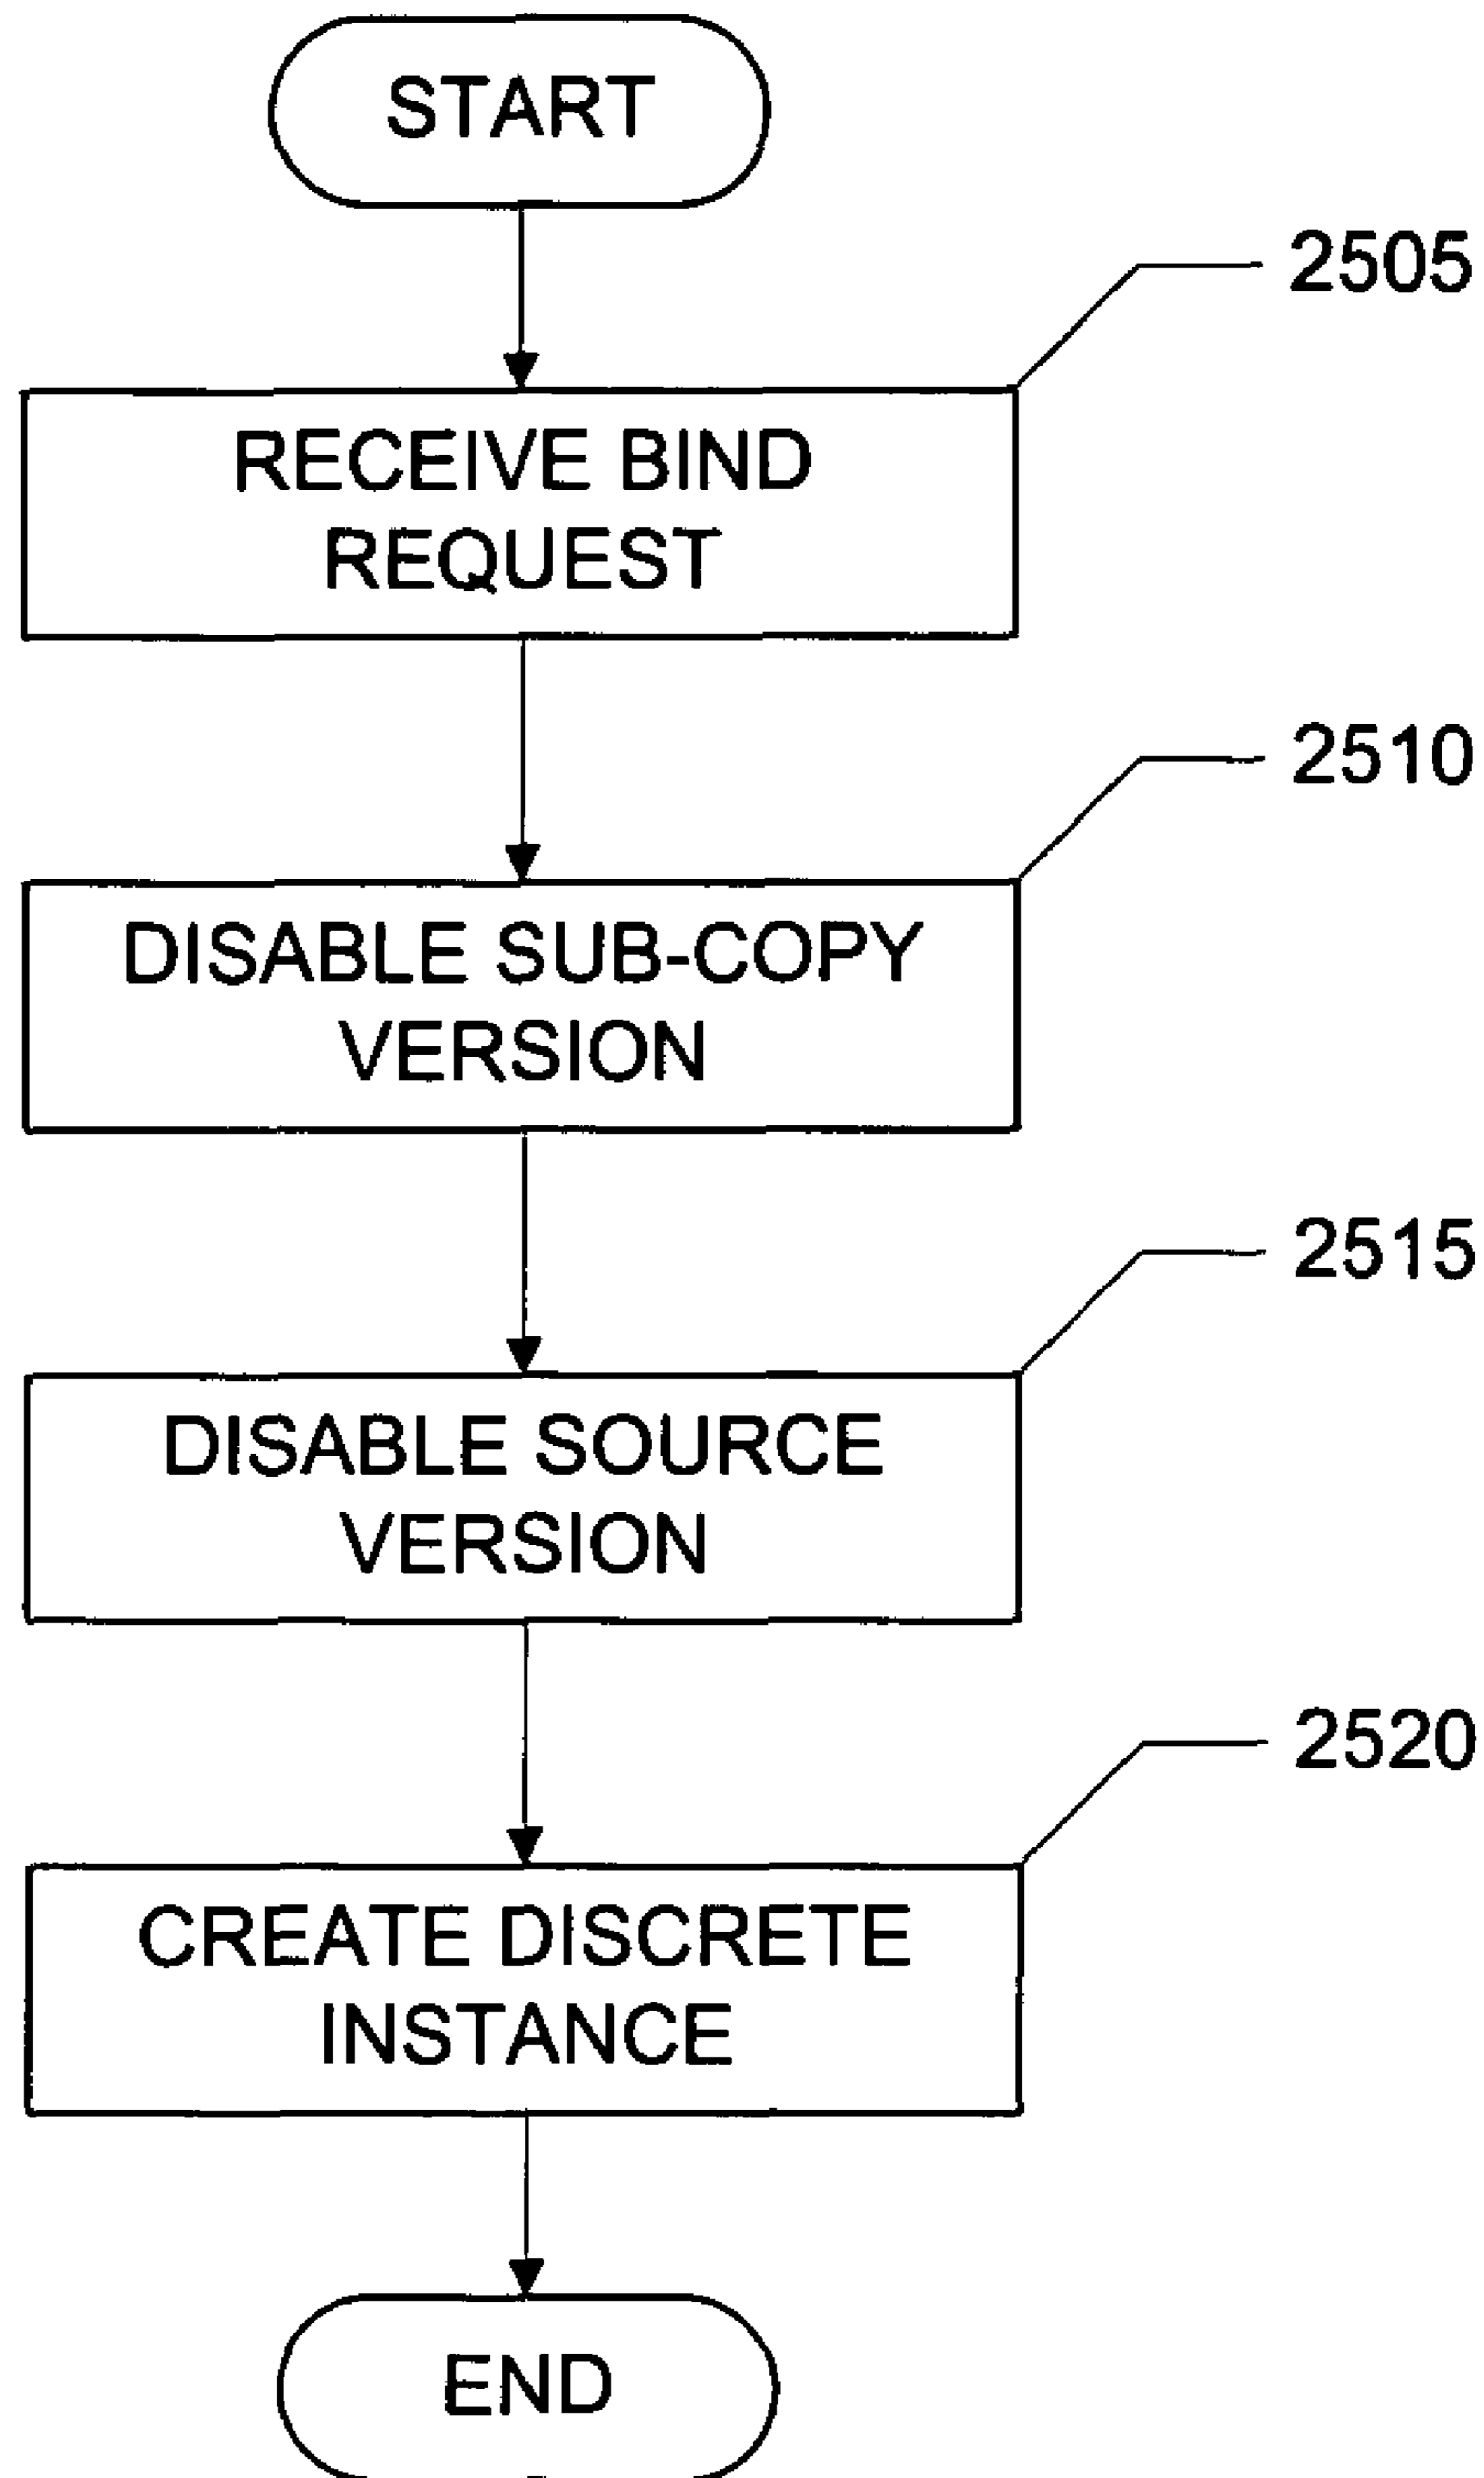 START
2505
RECEIVE BIND
REQUEST
2510
DISABLE SUB-COPY
VERSION
2515
DISABLE SOURCE
VERSION
2520
CREATE DISCRETE
INSTANCE
END